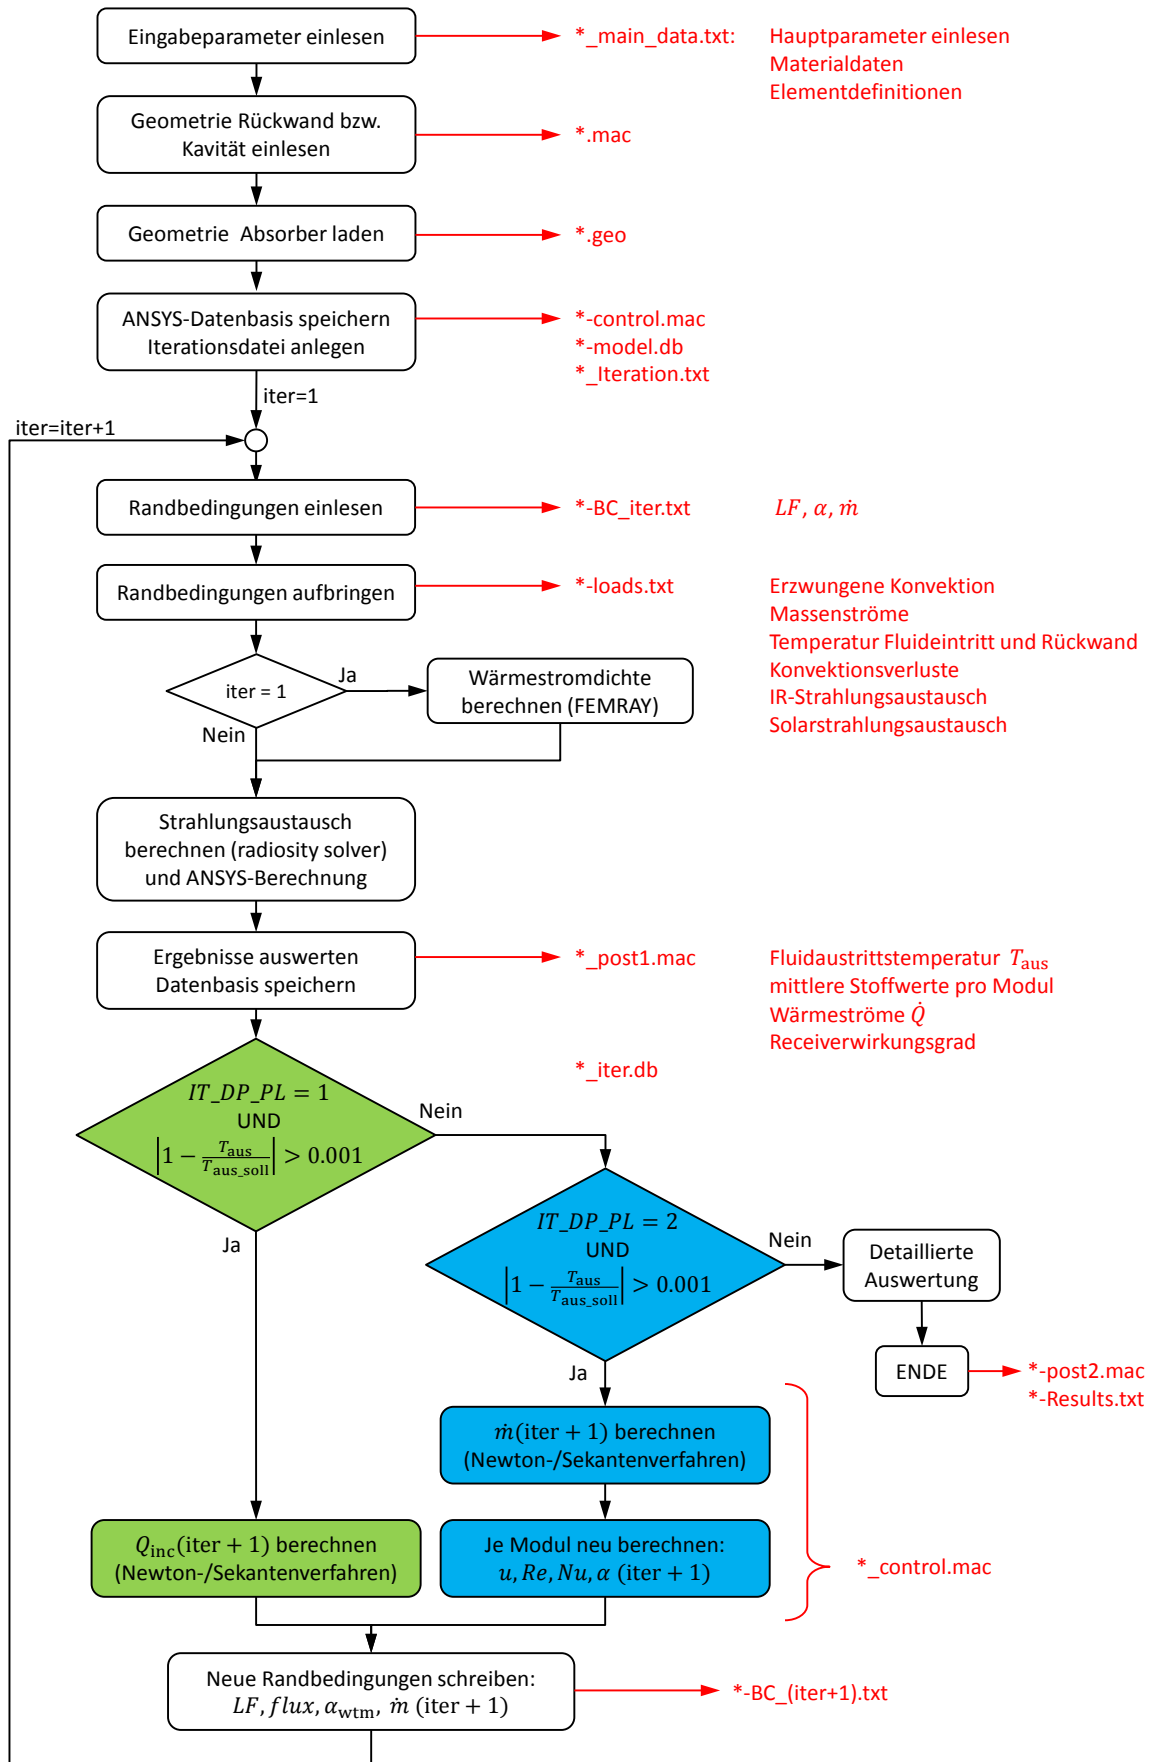 Eingabeparameter einlesen
*_main_data.txt:
Hauptparameter einlesen
Materialdaten
Elementdefinitionen
Geometrie Rückwand bzw.
Kavität einlesen
*.mac
Geometrie Absorber laden
*.geo
ANSYS-Datenbasis speichern
Iterationsdatei anlegen
*-control.mac
*-model.db
*_Iteration.txt
iter=1
iter=iter+1
Randbedingungen einlesen
*-BC_iter.txt
LF, α, ṁ
Randbedingungen aufbringen
*-loads.txt
Erzwungene Konvektion
Massenströme
Temperatur Fluideintritt und Rückwand
Konvektionsverluste
IR-Strahlungsaustausch
Solarstrahlungsaustausch
iter = 1
Ja
Nein
Wärmestromdichte
berechnen (FEMRAY)
Strahlungsaustausch
berechnen (radiosity solver)
und ANSYS-Berechnung
Ergebnisse auswerten
Datenbasis speichern
*_post1.mac
Fluidaustrittstemperatur T_aus
mittlere Stoffwerte pro Modul
Wärmeströme Q̇
Receiverwirkungsgrad
*_iter.db
IT_DP_PL = 1
UND
|1 − T_aus/T_aus_soll| > 0.001
Nein
Ja
IT_DP_PL = 2
UND
|1 − T_aus/T_aus_soll| > 0.001
Nein
Ja
Detaillierte
Auswertung
ENDE
*-post2.mac
*-Results.txt
ṁ(iter + 1) berechnen
(Newton-/Sekantenverfahren)
Q_inc(iter + 1) berechnen
(Newton-/Sekantenverfahren)
Je Modul neu berechnen:
u, Re, Nu, α (iter + 1)
*_control.mac
Neue Randbedingungen schreiben:
LF, flux, α_wtm, ṁ (iter + 1)
*-BC_(iter+1).txt